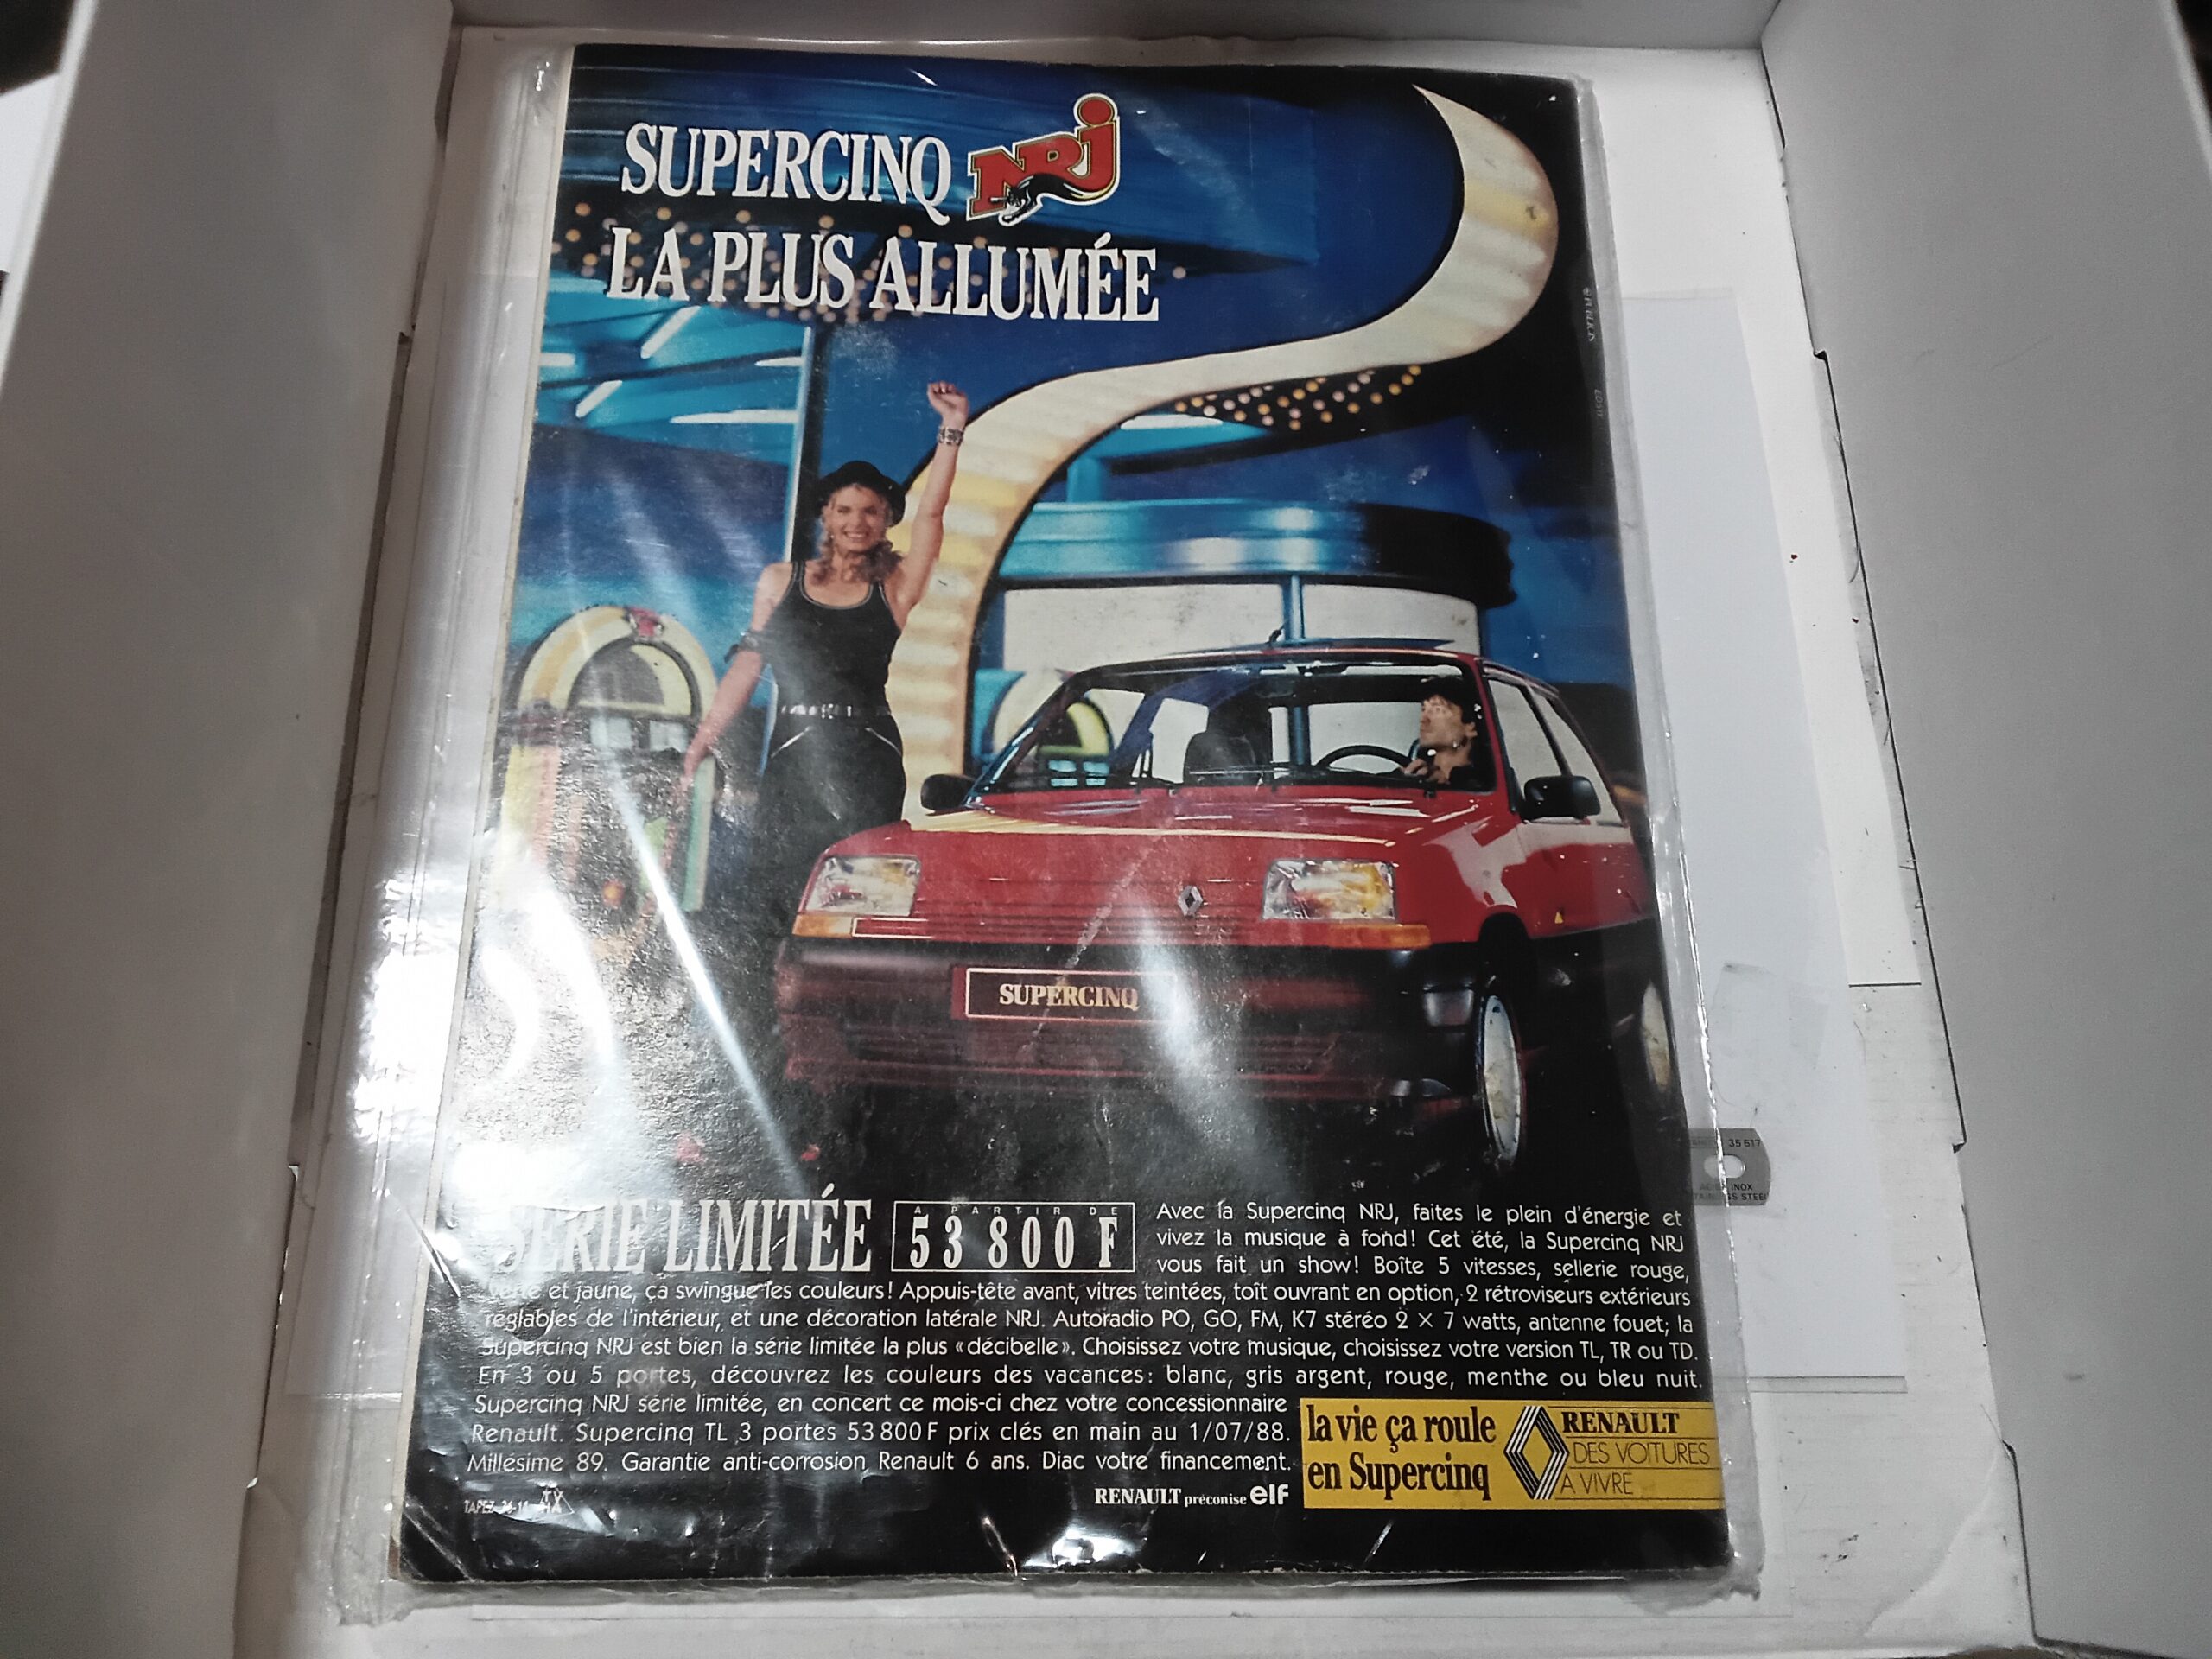 SUPERCINQ NRJ
LA PLUS ALLUMÉE
SUPERCINQ
SÉRIE LIMITÉE
A PARTIR DE
53 800 F
Avec la Supercinq NRJ, faites le plein d'énergie et
vivez la musique à fond! Cet été, la Supercinq NRJ
vous fait un show! Boîte 5 vitesses, sellerie rouge,
verte et jaune, ça swingue les couleurs! Appuis-tête avant, vitres teintées, toît ouvrant en option, 2 rétroviseurs extérieurs
réglables de l'intérieur, et une décoration latérale NRJ. Autoradio PO, GO, FM, K7 stéréo 2 × 7 watts, antenne fouet; la
Supercinq NRJ est bien la série limitée la plus «décibelle». Choisissez votre musique, choisissez votre version TL, TR ou TD.
En 3 ou 5 portes, découvrez les couleurs des vacances: blanc, gris argent, rouge, menthe ou bleu nuit.
Supercinq NRJ série limitée, en concert ce mois-ci chez votre concessionnaire
Renault. Supercinq TL 3 portes 53800F prix clés en main au 1/07/88.
Millésime 89. Garantie anti-corrosion Renault 6 ans. Diac votre financement.
RENAULT préconise elf
la vie ça roule
en Supercinq
RENAULT
DES VOITURES
A VIVRE
35 517
INOX